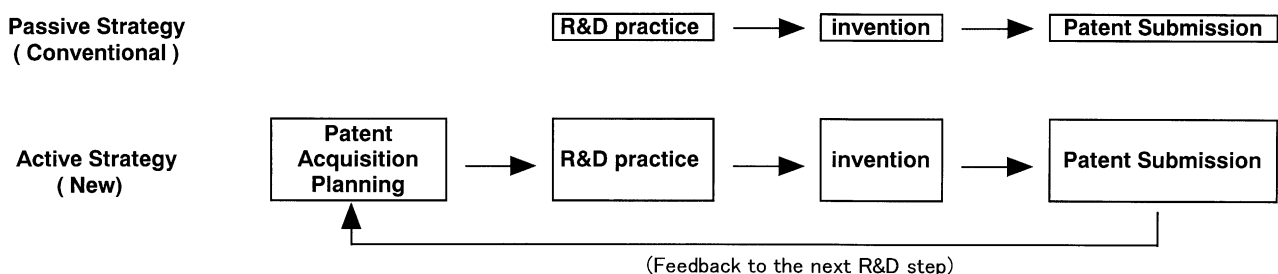 Passive Strategy
( Conventional )
R&D practice
invention
Patent Submission
Active Strategy
( New)
Patent
Acquisition
Planning
R&D practice
invention
Patent Submission
(Feedback to the next R&D step)